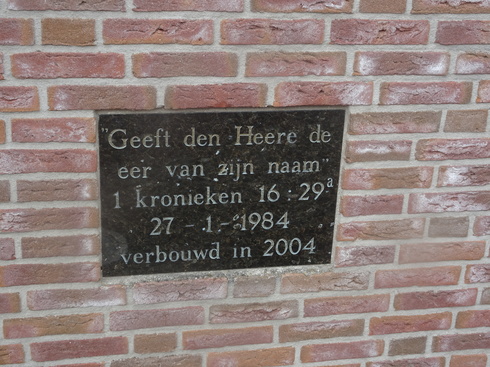 "Geeft den Heere de
eer van zijn naam"
1 kronieken 16:29a
27-1-1984
verbouwd in 2004